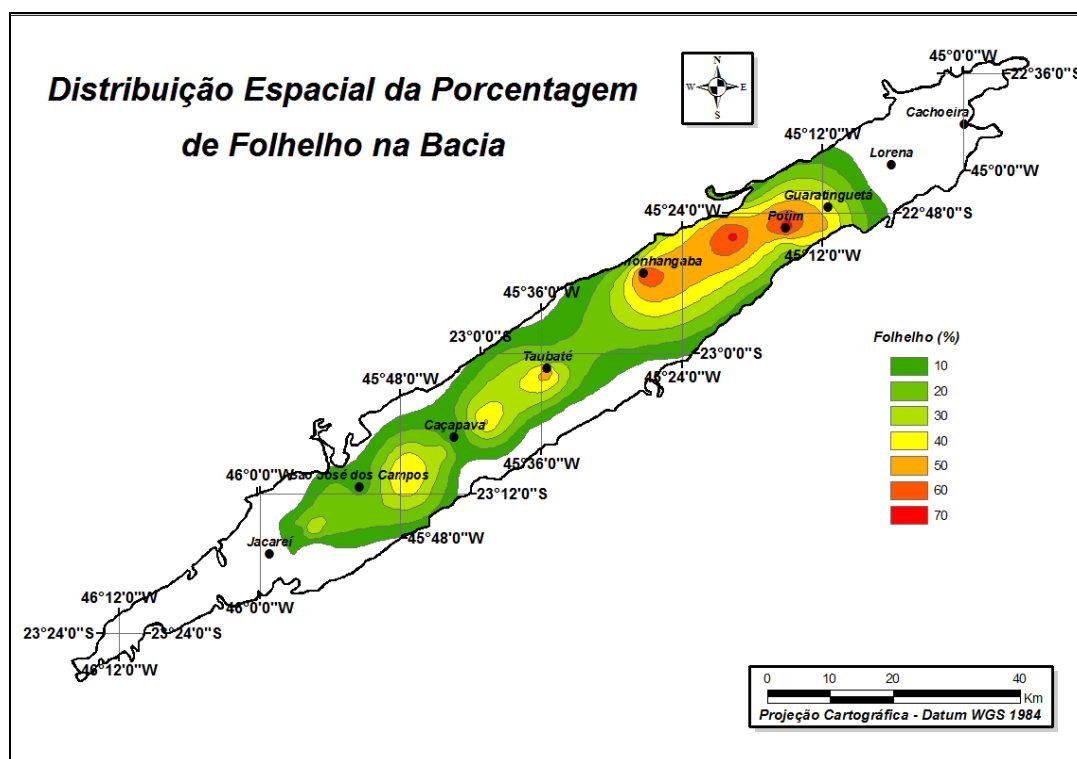 Distribuição Espacial da Porcentagem
de Folhelho na Bacia
N
W E
S
45°0'0"W
22°36'0"S
Cachoeira
45°12'0"W
Lorena
45°0'0"W
Guaratinguetá
45°24'0"W
22°48'0"S
Potim
45°12'0"W
nonhangaba
45°36'0"W
23°0'0"S
Folhelho (%)
10
20
30
40
50
60
70
23°0'0"S
Taubaté
45°24'0"W
45°48'0"W
Caçapava
45°36'0"W
46°0'0"W
São José dos Campos
23°12'0"S
45°48'0"W
Jacareí
46°12'0"W
46°0'0"W
23°24'0"S
23°24'0"S
46°12'0"W
0 10 20 40
Km
Projeção Cartográfica - Datum WGS 1984